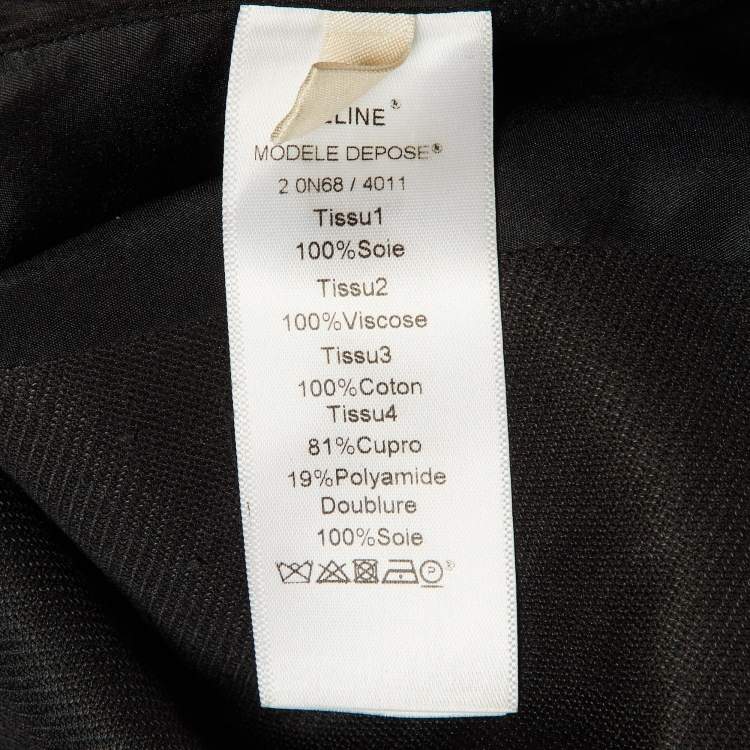 LINE®
MODELE DEPOSE®
2 0N68 / 4011
Tissu1
100%Soie
Tissu2
100%Viscose
Tissu3
100%Coton
Tissu4
81%Cupro
19%Polyamide
Doublure
100%Soie
P